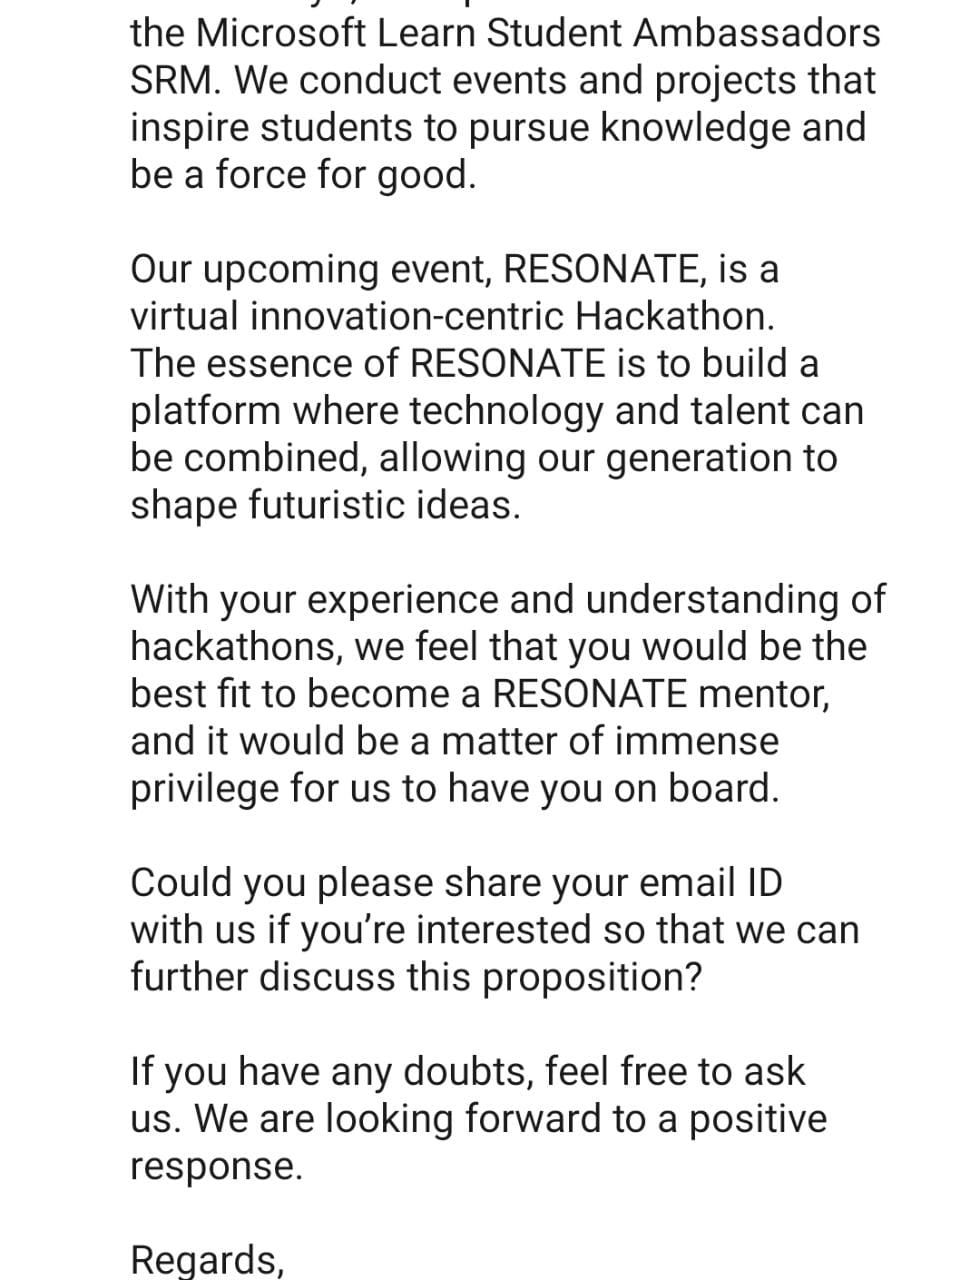 the Microsoft Learn Student Ambassadors
SRM. We conduct events and projects that
inspire students to pursue knowledge and
be a force for good.
Our upcoming event, RESONATE, is a
virtual innovation-centric Hackathon.
The essence of RESONATE is to build a
platform where technology and talent can
be combined, allowing our generation to
shape futuristic ideas.
With your experience and understanding of
hackathons, we feel that you would be the
best fit to become a RESONATE mentor,
and it would be a matter of immense
privilege for us to have you on board.
Could you please share your email ID
with us if you’re interested so that we can
further discuss this proposition?
If you have any doubts, feel free to ask
us. We are looking forward to a positive
response.
Regards,